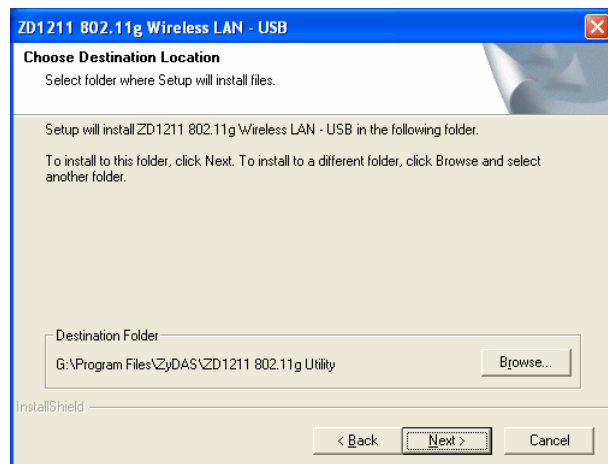 ZD1211 802.11g Wireless LAN - USB
Choose Destination Location
Select folder where Setup will install files.
Setup will install ZD1211 802.11g Wireless LAN - USB in the following folder.
To install to this folder, click Next. To install to a different folder, click Browse and select
another folder.
Destination Folder
G:\Program Files\ZyDAS\ZD1211 802.11g Utility
Browse...
InstallShield
< Back
Next >
Cancel